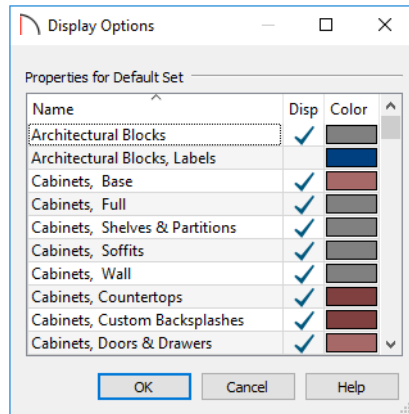 Display Options
Properties for Default Set
Name Disp Color
Architectural Blocks
Architectural Blocks, Labels
Cabinets, Base
Cabinets, Full
Cabinets, Shelves & Partitions
Cabinets, Soffits
Cabinets, Wall
Cabinets, Countertops
Cabinets, Custom Backsplashes
Cabinets, Doors & Drawers
OK Cancel Help